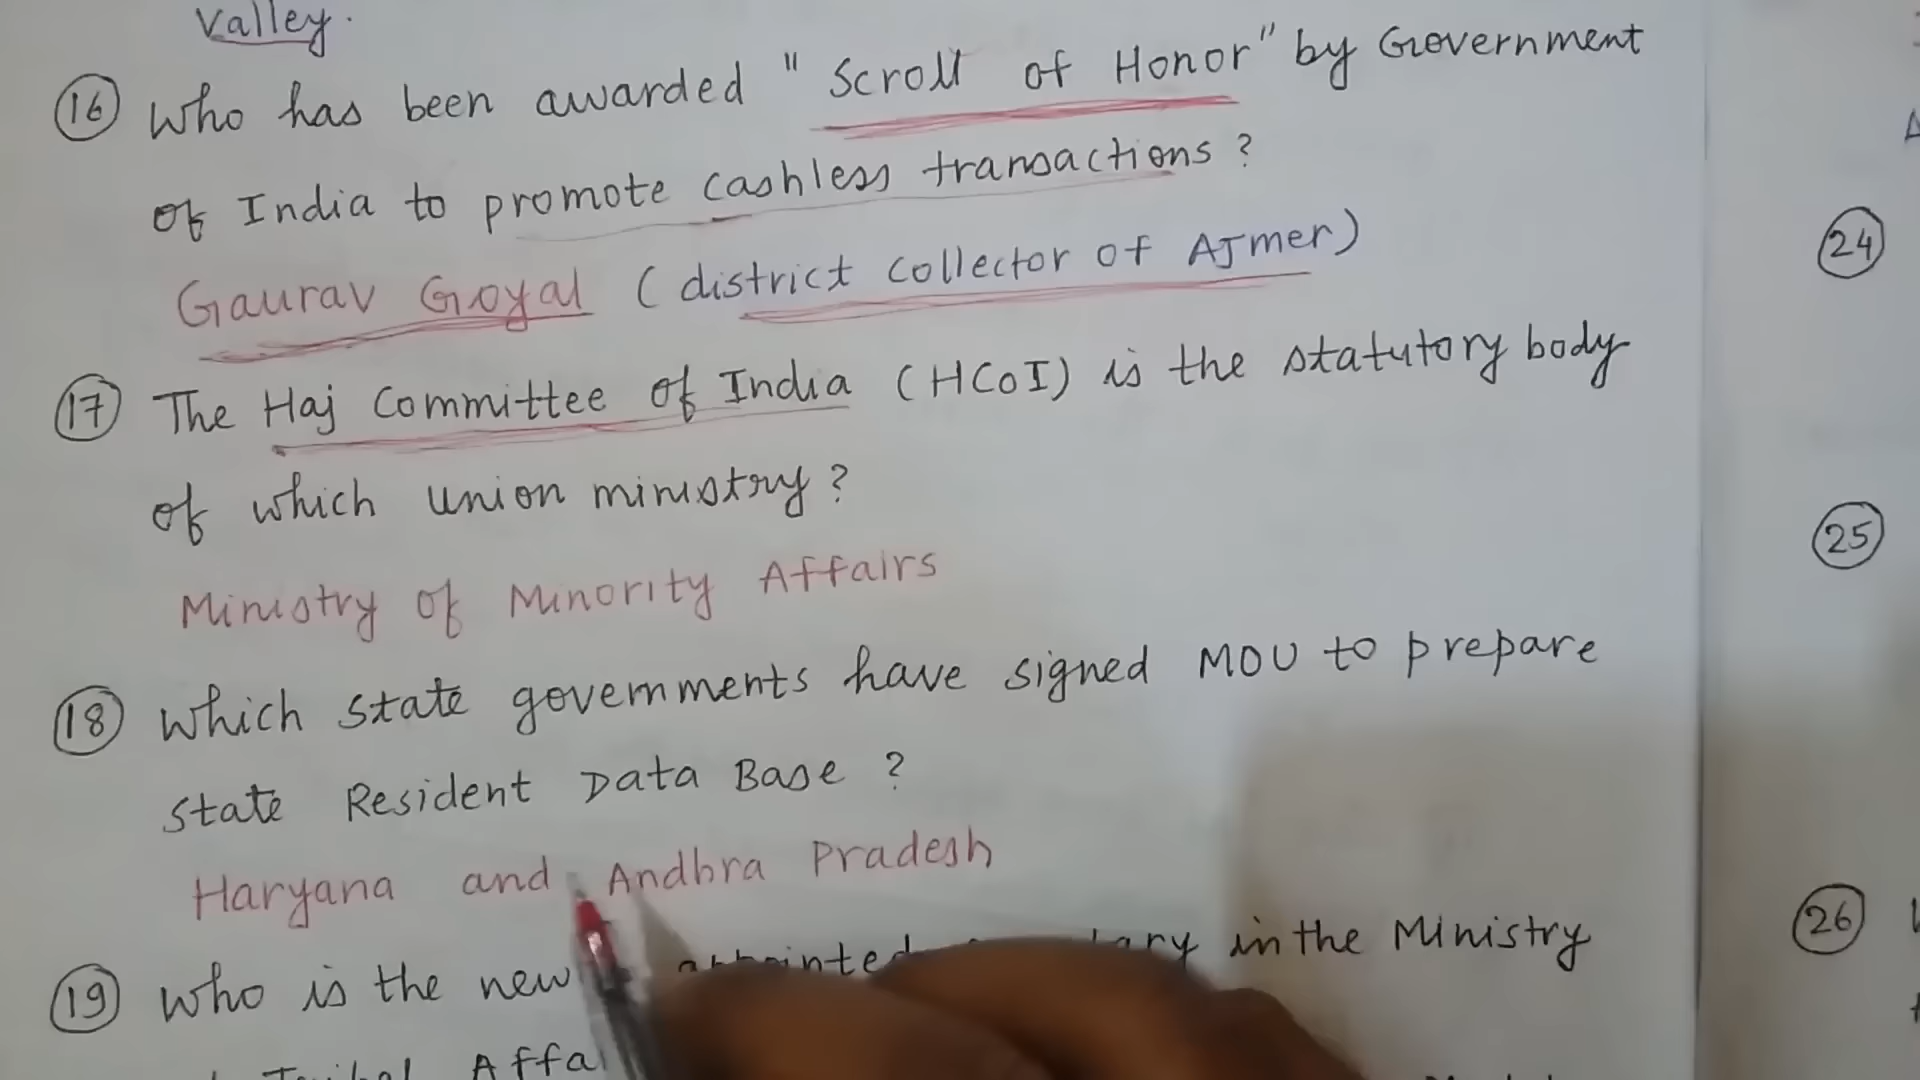 Valley.
(16) Who has been awarded "Scroll of Honor" by Government
of India to promote cashless transactions ?
Gaurav Goyal (district collector of AJmer)
(17) The Haj Committee of India (HCoI) is the statutory body
of which union ministry ?
Ministry of Minority Affairs
(18) Which state governments have signed MOU to prepare
state Resident Data Base ?
Haryana and Andhra Pradesh
(19) Who is the new in the Ministry
Tribal
(24)
(25)
(26)